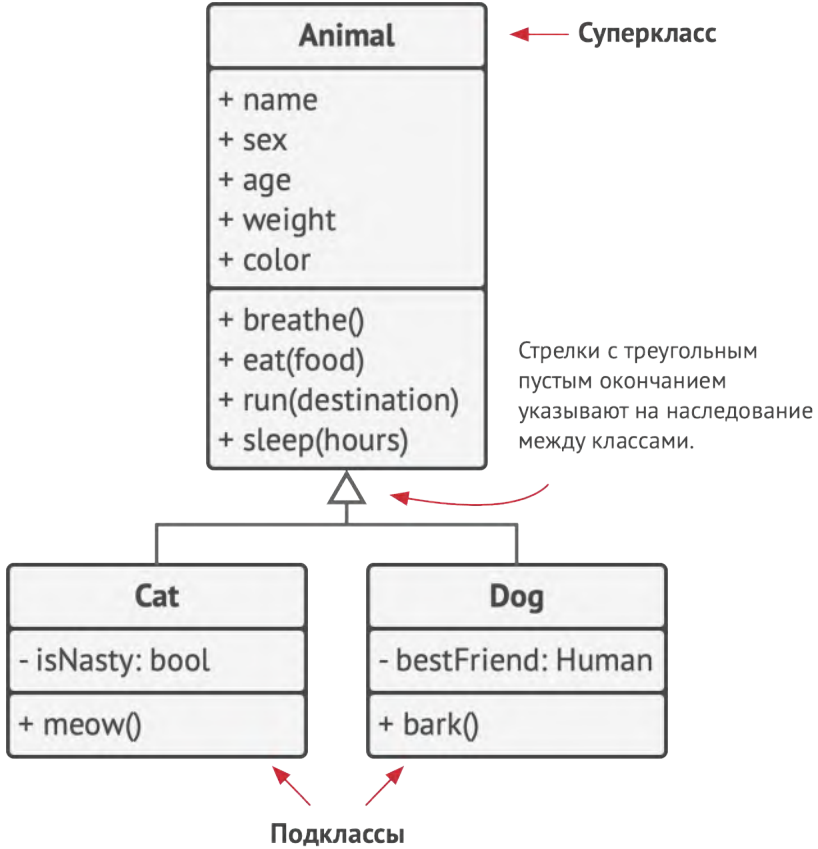 Animal
Суперкласс
+ name
+ sex
+ age
+ weight
+ color
+ breathe()
+ eat(food)
+ run(destination)
+ sleep(hours)
Стрелки с треугольным
пустым окончанием
указывают на наследование
между классами.
Cat
- isNasty: bool
+ meow()
Dog
- bestFriend: Human
+ bark()
Подклассы